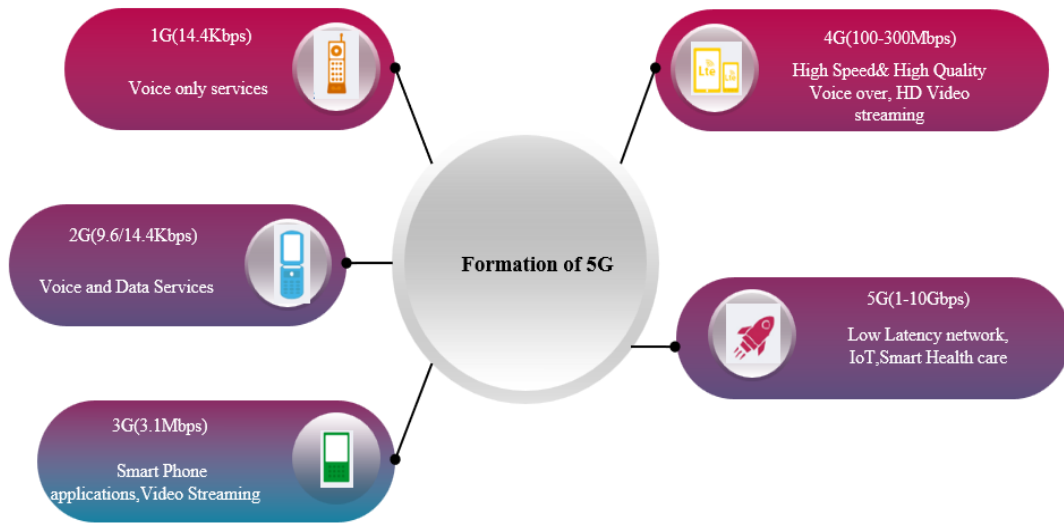 1G(14.4Kbps)
Voice only services
2G(9.6/14.4Kbps)
Voice and Data Services
3G(3.1Mbps)
Smart Phone
applications,Video Streaming
Formation of 5G
4G(100-300Mbps)
High Speed& High Quality
Voice over, HD Video
streaming
Lte
Lte
5G(1-10Gbps)
Low Latency network,
IoT,Smart Health care